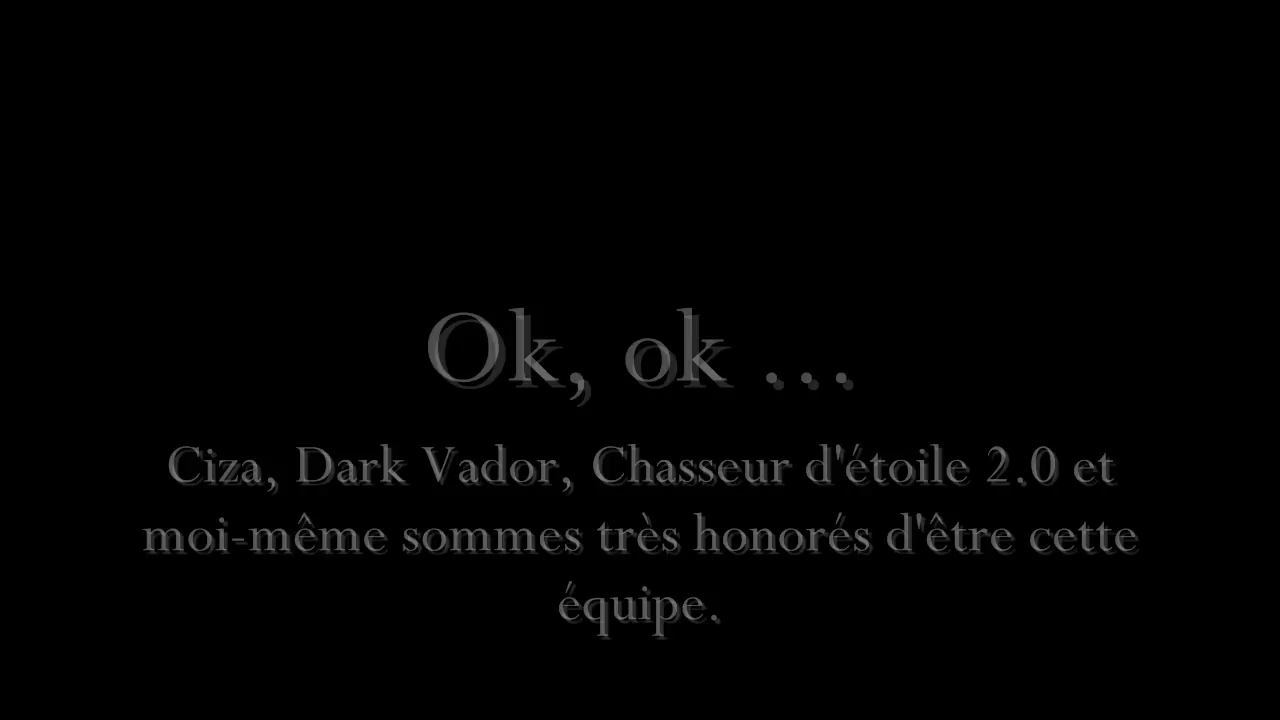 Ok, ok ...
Ciza, Dark Vador, Chasseur d'étoile 2.0 et
moi-même sommes très honorés d'être cette
équipe.